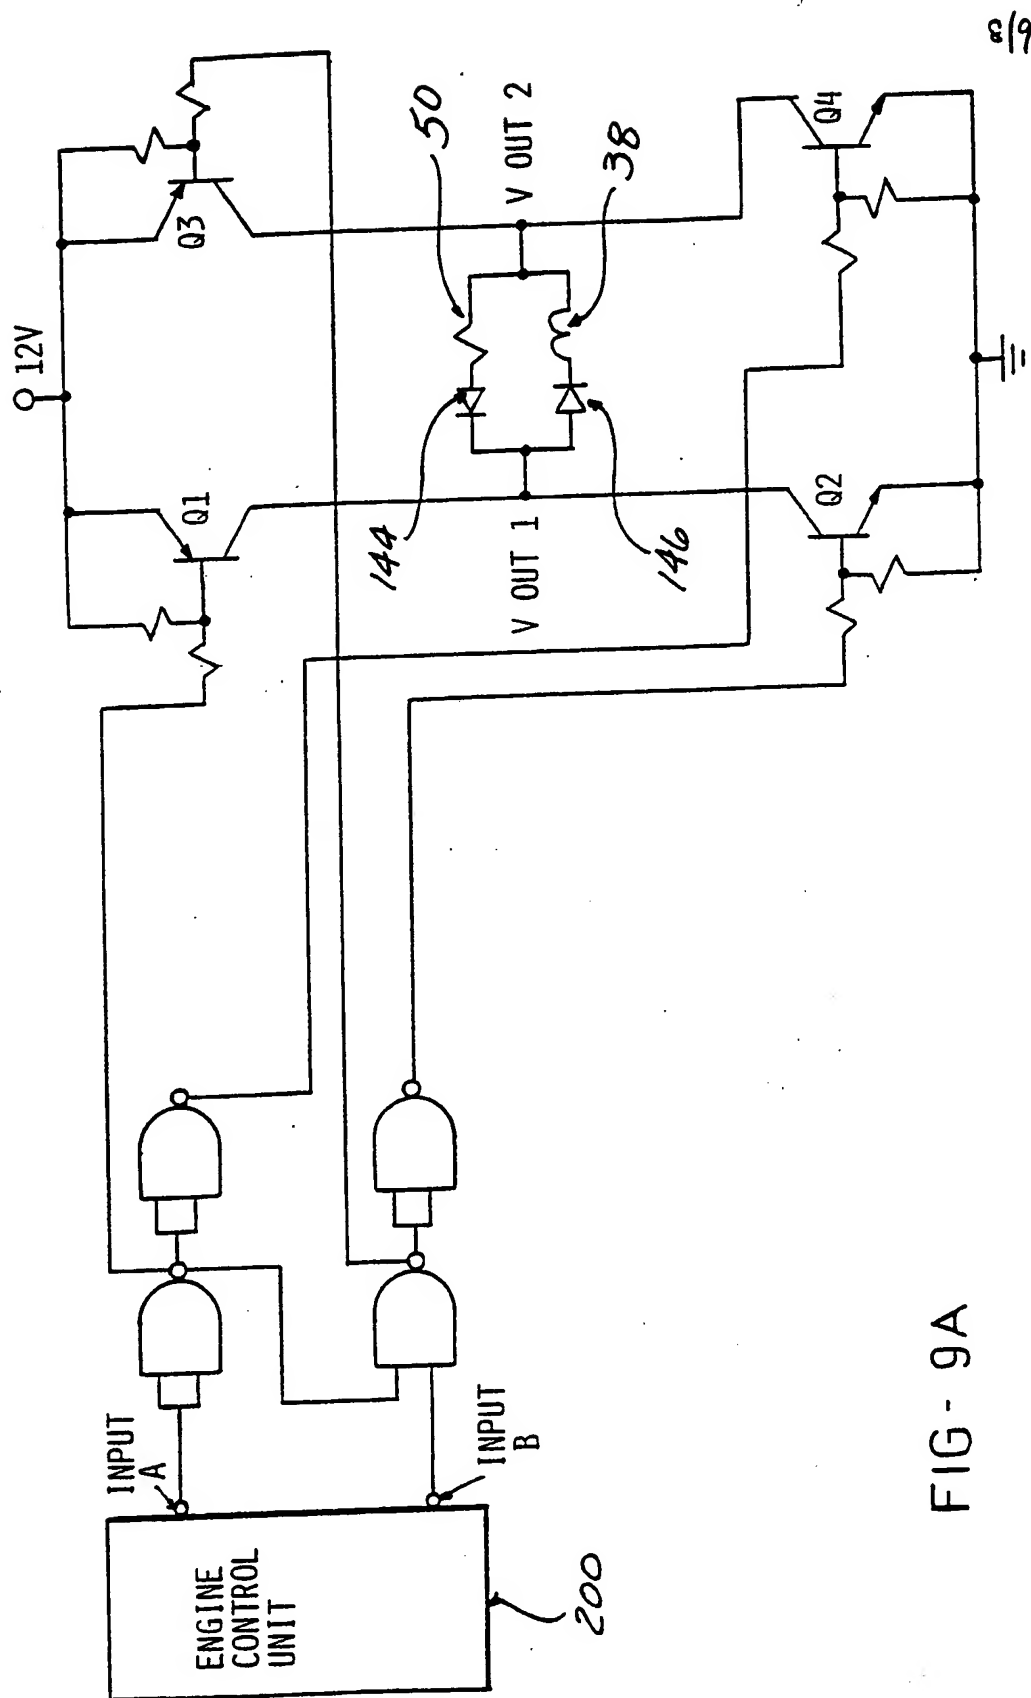 6/8
12V
Q1
Q3
144
50
V OUT 1
V OUT 2
146
38
Q2
Q4
INPUT
A
INPUT
B
ENGINE
CONTROL
UNIT
200
FIG - 9A